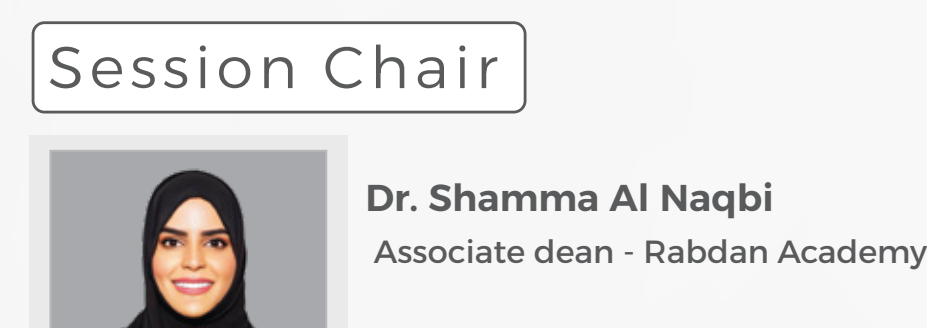 Session Chair
Dr. Shamma Al Naqbi
Associate dean - Rabdan Academy